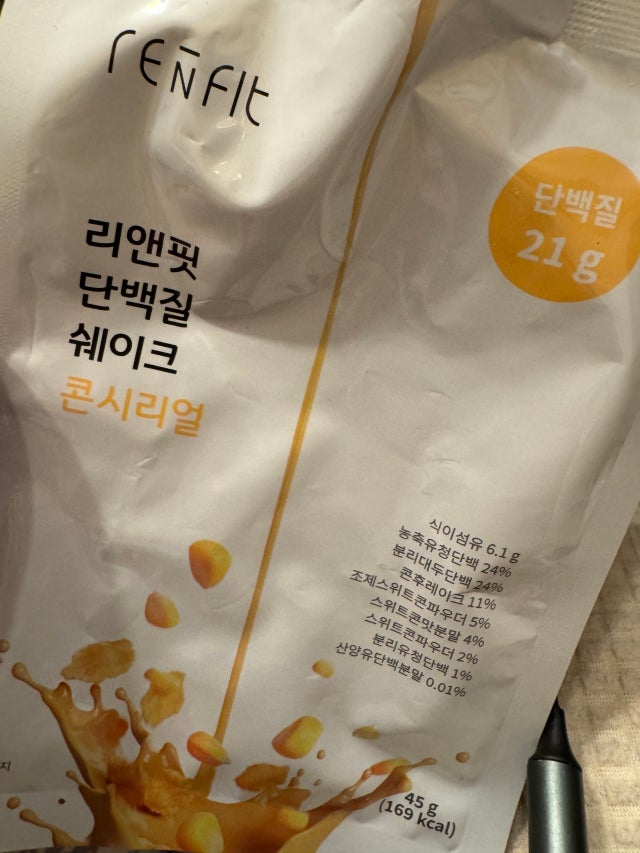 RENFIT
단백질
21 g
리앤핏
단백질
쉐이크
콘시리얼
식이섬유 6.1 g
농축유청단백 24%
분리대두단백 24%
콘후레이크 11%
조제스위트콘파우더 5%
스위트콘맛분말 4%
스위트콘파우더 2%
분리유청단백 1%
산양유단백분말 0.01%
45 g
(169 kcal)